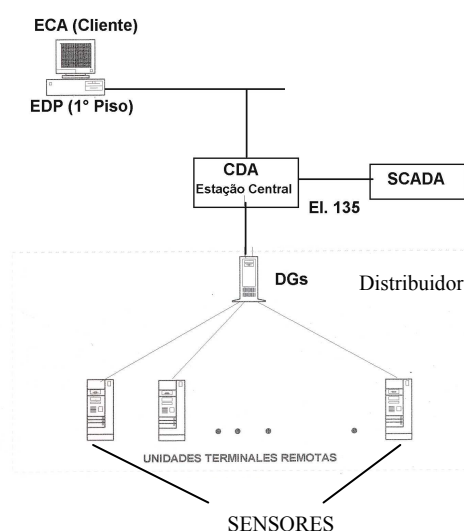 ECA (Cliente)
EDP (1° Piso)
CDA
Estação Central
SCADA
El. 135
DGs
Distribuidor
UNIDADES TERMINALES REMOTAS
SENSORES